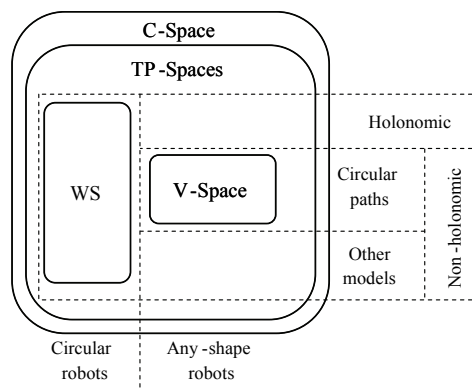 C-Space
TP-Spaces
Holonomic
WS
V-Space
Circular
paths
Non-holonomic
Other
models
Circular
robots
Any-shape
robots